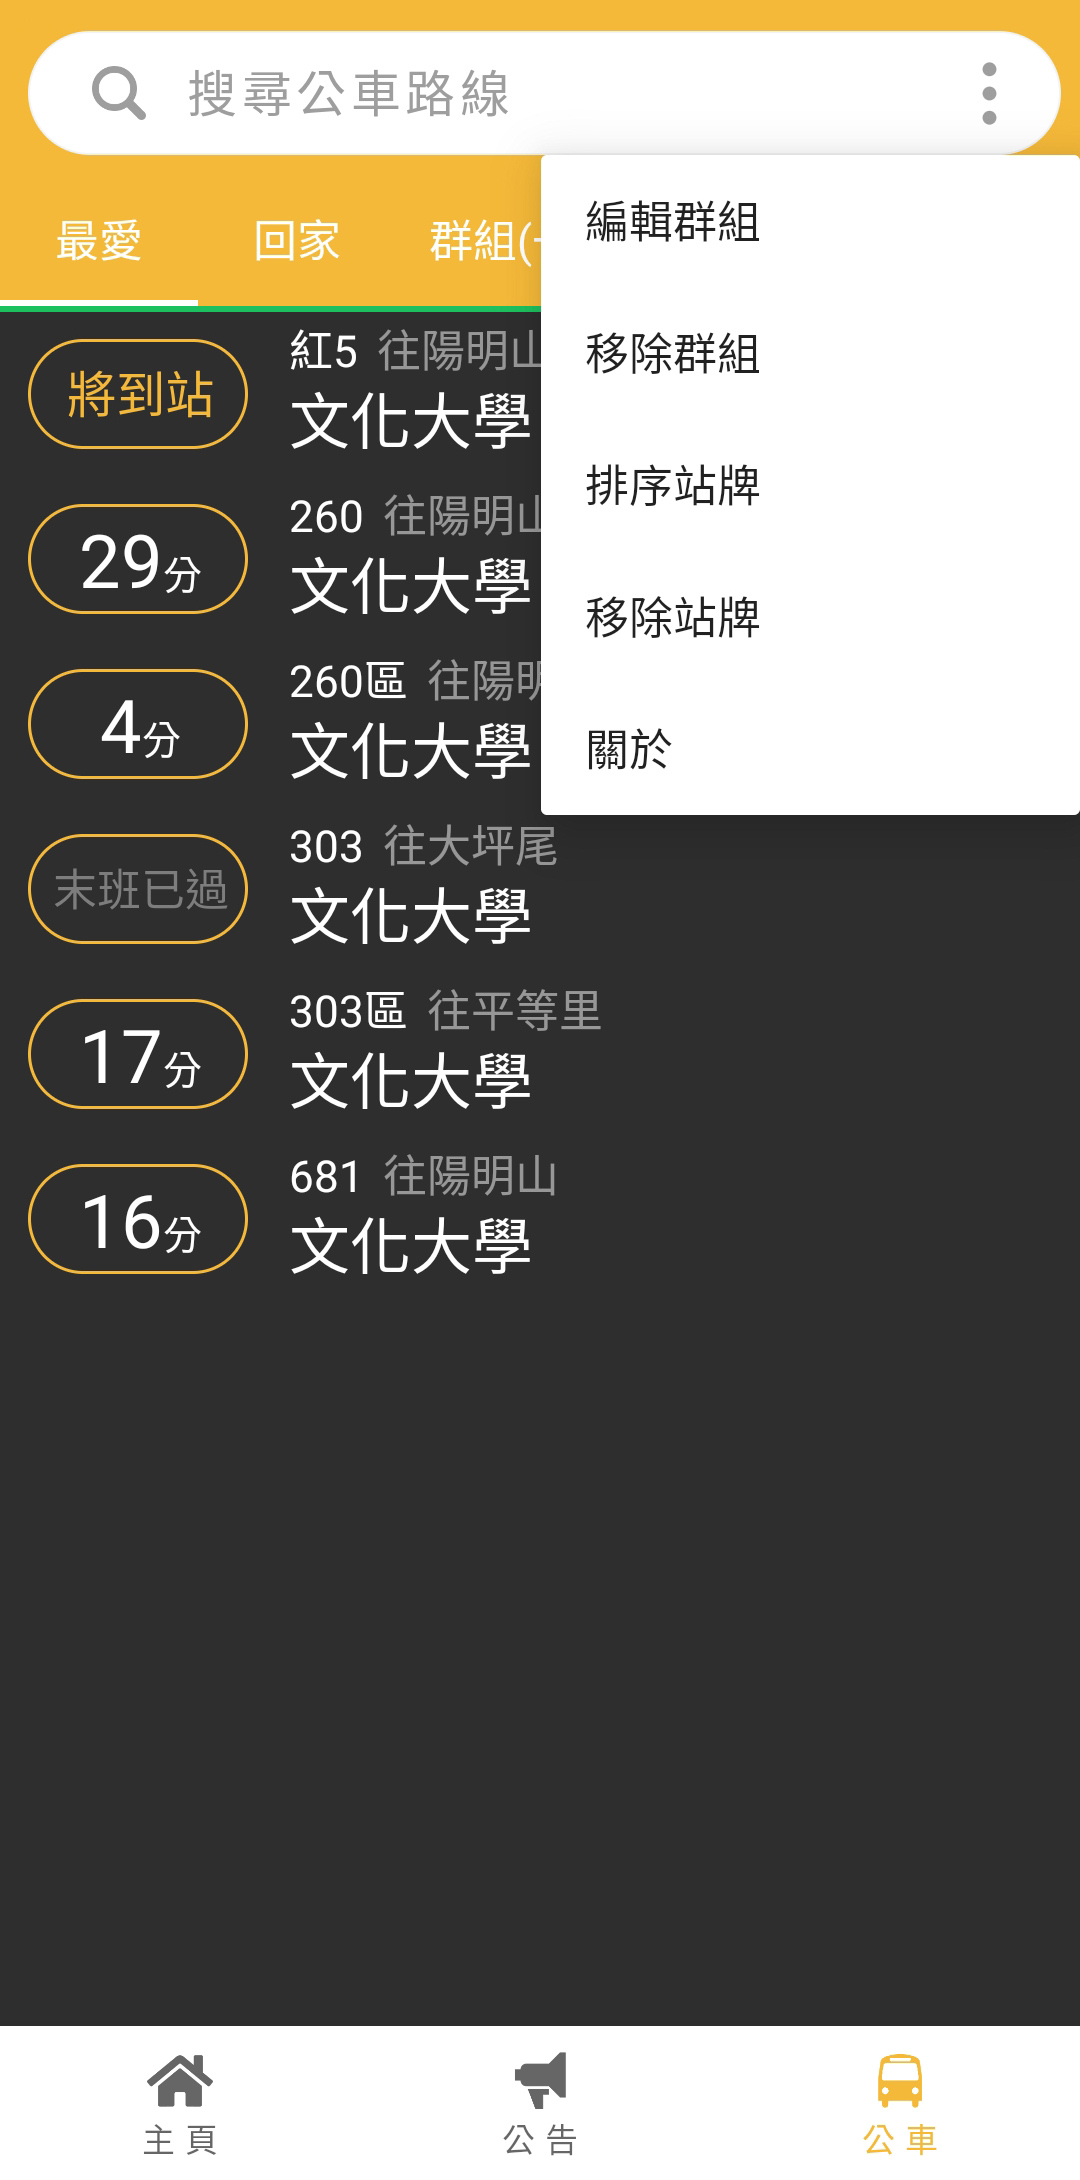 搜尋公車路線
最愛 回家 群組(
編輯群組
移除群組
排序站牌
移除站牌
關於
將到站
紅5 往陽明山
文化大學
29分
260 往陽明山
文化大學
4分
260區 往陽明
文化大學
末班已過
303 往大坪尾
文化大學
17分
303區 往平等里
文化大學
16分
681 往陽明山
文化大學
主頁 公告 公車